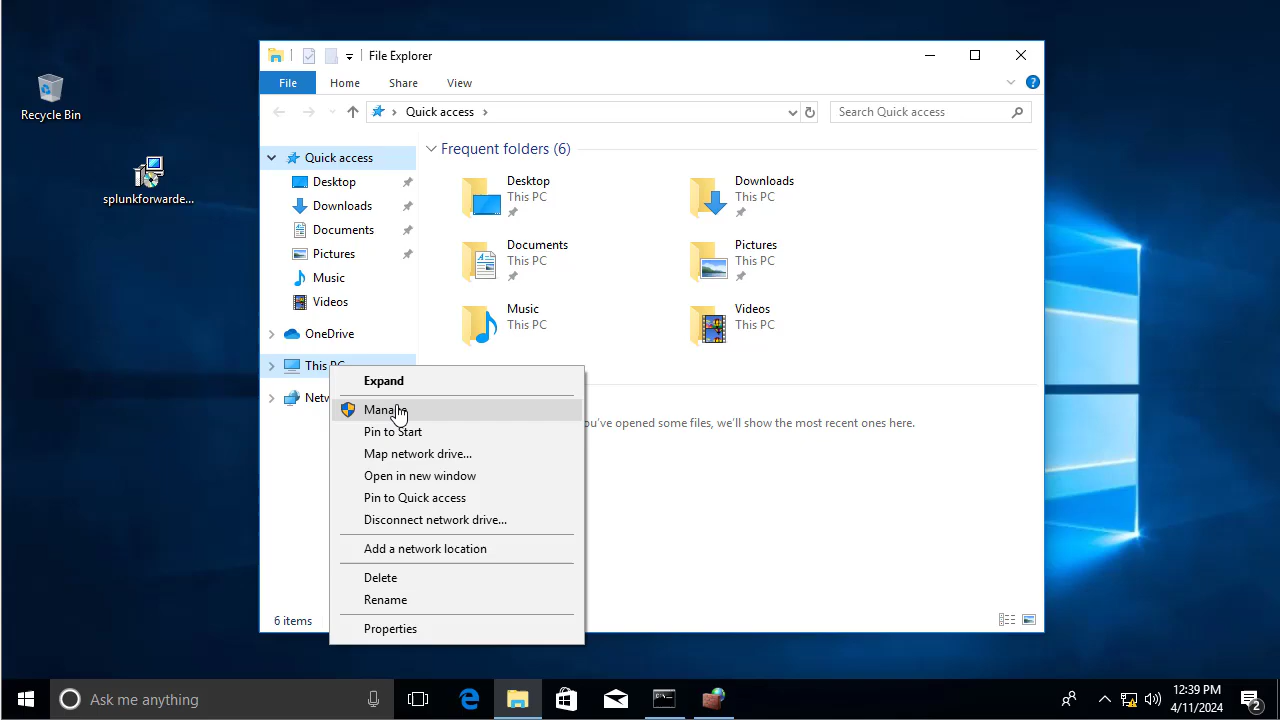 File Explorer
File
Home
Share
View
Quick access
Search Quick access
Recycle Bin
splunkforwarde...
Quick access
Desktop
Downloads
Documents
Pictures
Music
Videos
OneDrive
This PC
Frequent folders (6)
Desktop
This PC
Downloads
This PC
Documents
This PC
Pictures
This PC
Music
This PC
Videos
This PC
you've opened some files, we'll show the most recent ones here.
Expand
Pin to Start
Map network drive...
Open in new window
Pin to Quick access
Disconnect network drive...
Add a network location
Delete
Rename
Properties
6 items
Ask me anything
12:39 PM
4/11/2024
2